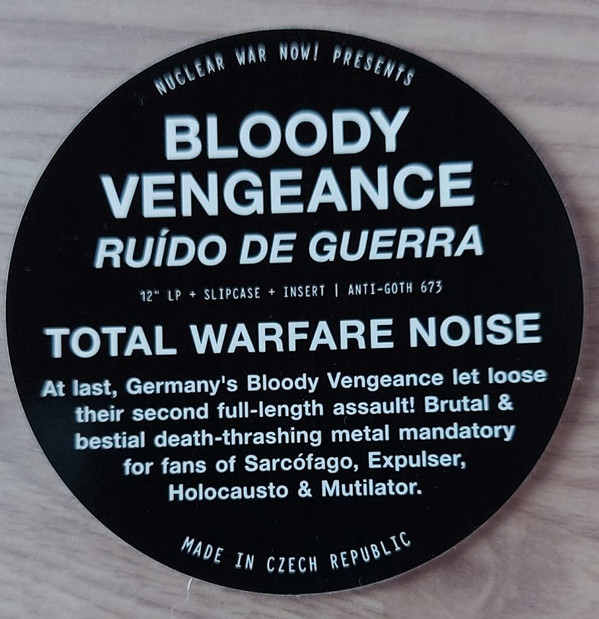 NUCLEAR WAR NOW! PRESENTS
BLOODY
VENGEANCE
RUÍDO DE GUERRA
12" LP + SLIPCASE + INSERT | ANTI-GOTH 673
TOTAL WARFARE NOISE
At last, Germany's Bloody Vengeance let loose
their second full-length assault! Brutal &
bestial death-thrashing metal mandatory
for fans of Sarcófago, Expulser,
Holocausto & Mutilator.
MADE IN CZECH REPUBLIC